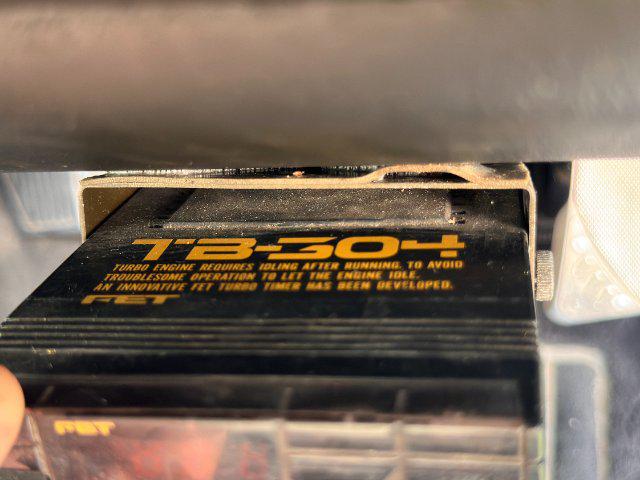 TB-304
TURBO ENGINE REQUIRES IDLING AFTER RUNNING. TO AVOID
TROUBLESOME OPERATION TO LET THE ENGINE IDLE.
AN INNOVATIVE FET TURBO TIMER HAS BEEN DEVELOPED.
FET
FET